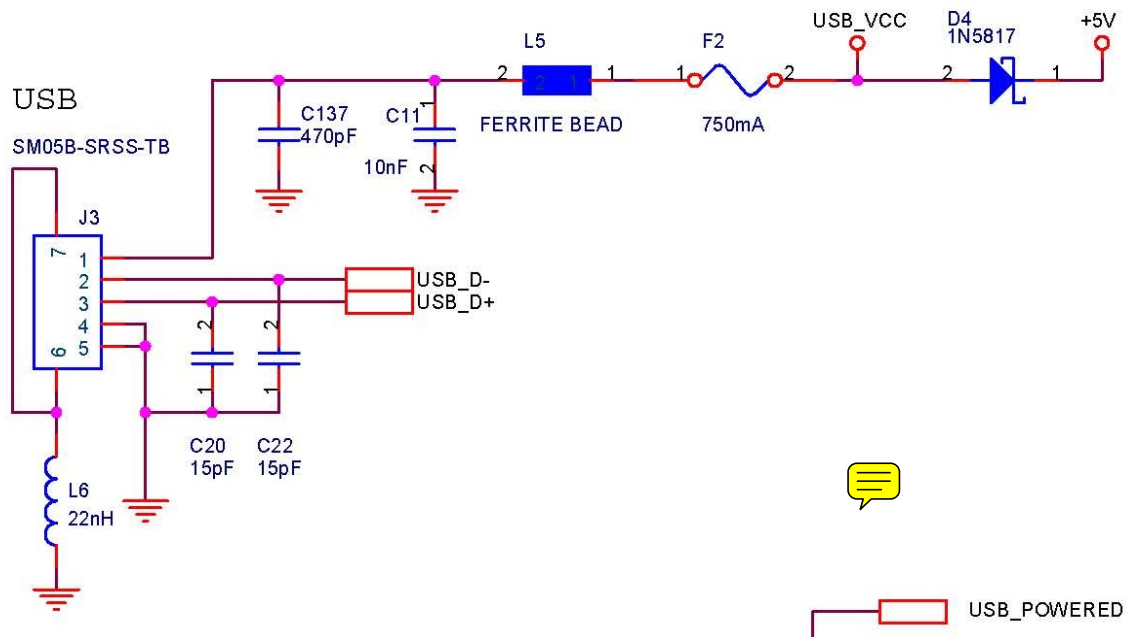 USB_VCC
D4
1N5817
+5V
L5
2
2 1
1
FERRITE BEAD
F2
1
2
750mA
2
1
USB
SM05B-SRSS-TB
C137
470pF
1
C11
10nF
2
J3
7
1
2
3
4
5
6
USB_D-
USB_D+
2
2
1
1
C20
15pF
C22
15pF
L6
22nH
USB_POWERED